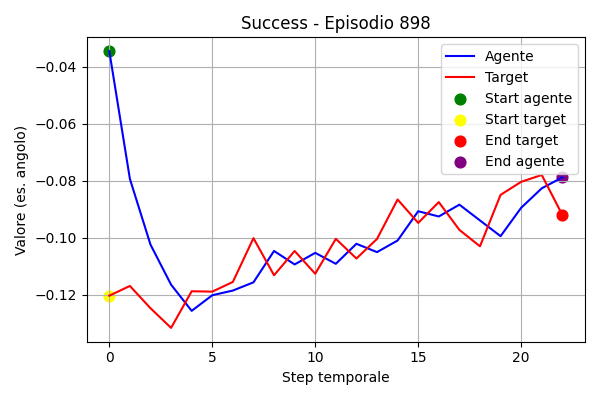 Success - Episodio 898
Agente
Target
Start agente
Start target
End target
End agente
Valore (es. angolo)
−0.04
−0.06
−0.08
−0.10
−0.12
0
5
10
15
20
Step temporale